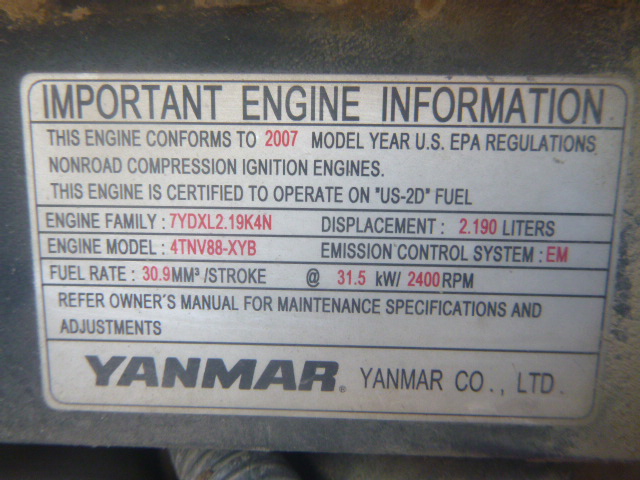 IMPORTANT ENGINE INFORMATION
THIS ENGINE CONFORMS TO 2007 MODEL YEAR U.S. EPA REGULATIONS
NONROAD COMPRESSION IGNITION ENGINES.
THIS ENGINE IS CERTIFIED TO OPERATE ON "US-2D" FUEL
ENGINE FAMILY : 7YDXL2.19K4N DISPLACEMENT : 2.190 LITERS
ENGINE MODEL : 4TNV88-XYB EMISSION CONTROL SYSTEM : EM
FUEL RATE : 30.9MM³ /STROKE @ 31.5 kW/ 2400 RPM
REFER OWNER'S MANUAL FOR MAINTENANCE SPECIFICATIONS AND
ADJUSTMENTS
YANMAR® YANMAR CO., LTD.